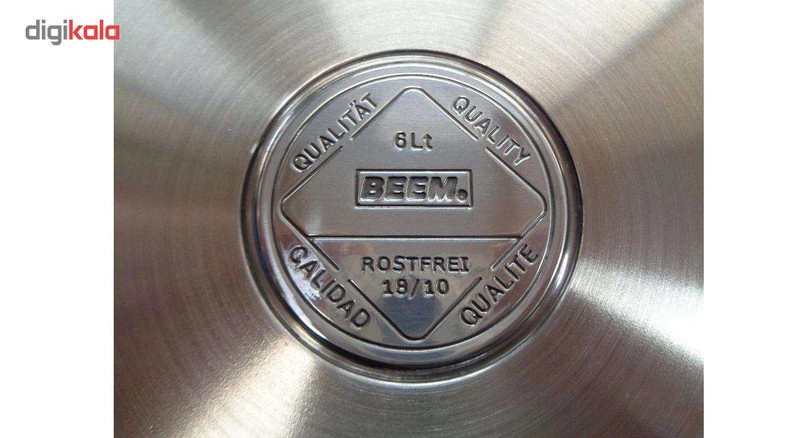 digikala
QUALITÄT
QUALITY
6Lt
BEEM®
ROSTFREI
18/10
CALIDAD
QUALITE